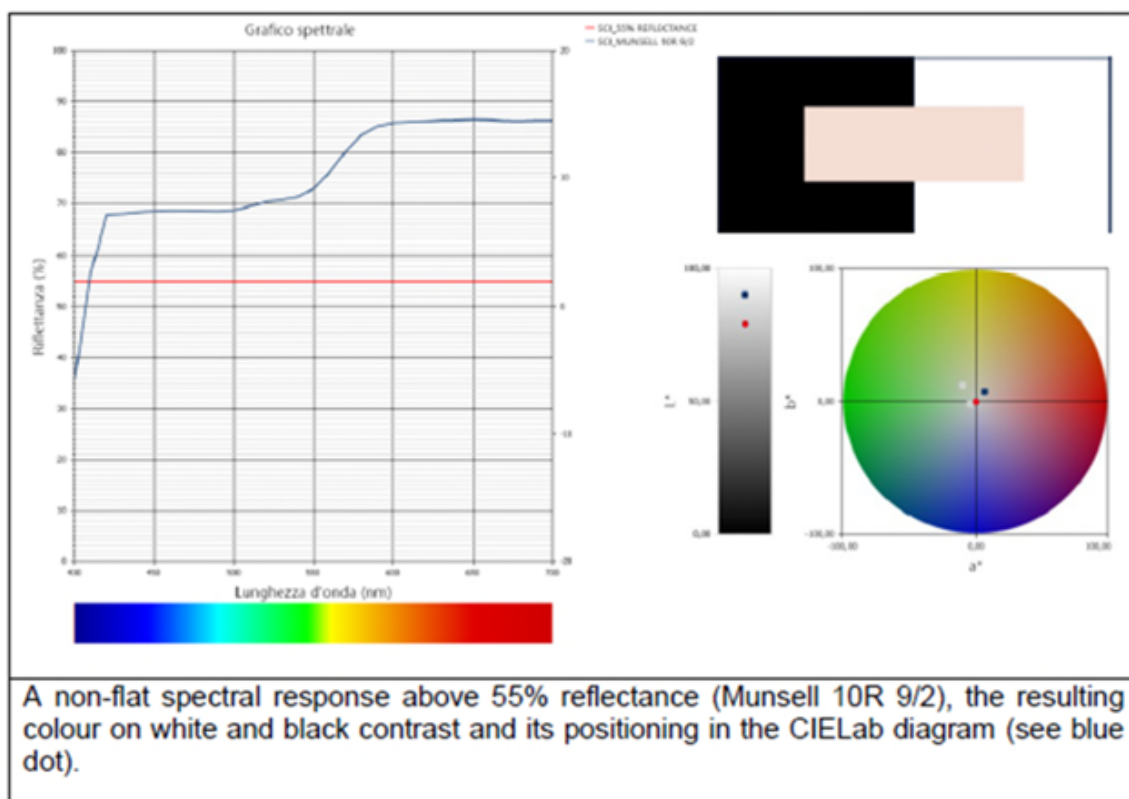 Grafico spettrale
SCI_55% REFLECTANCE
SCI_MUNSELL 10R 9/2
100
90
80
70
60
50
40
30
20
10
0
20
10
0
-10
-20
Riflettanza (%)
400 450 500 550 600 650 700
Lunghezza d'onda (nm)
100,00
50,00
0,00
L*
100,00
0,00
-100,00
b*
-100,00 0,00 100,00
a*
A non-flat spectral response above 55% reflectance (Munsell 10R 9/2), the resulting
colour on white and black contrast and its positioning in the CIELab diagram (see blue
dot).